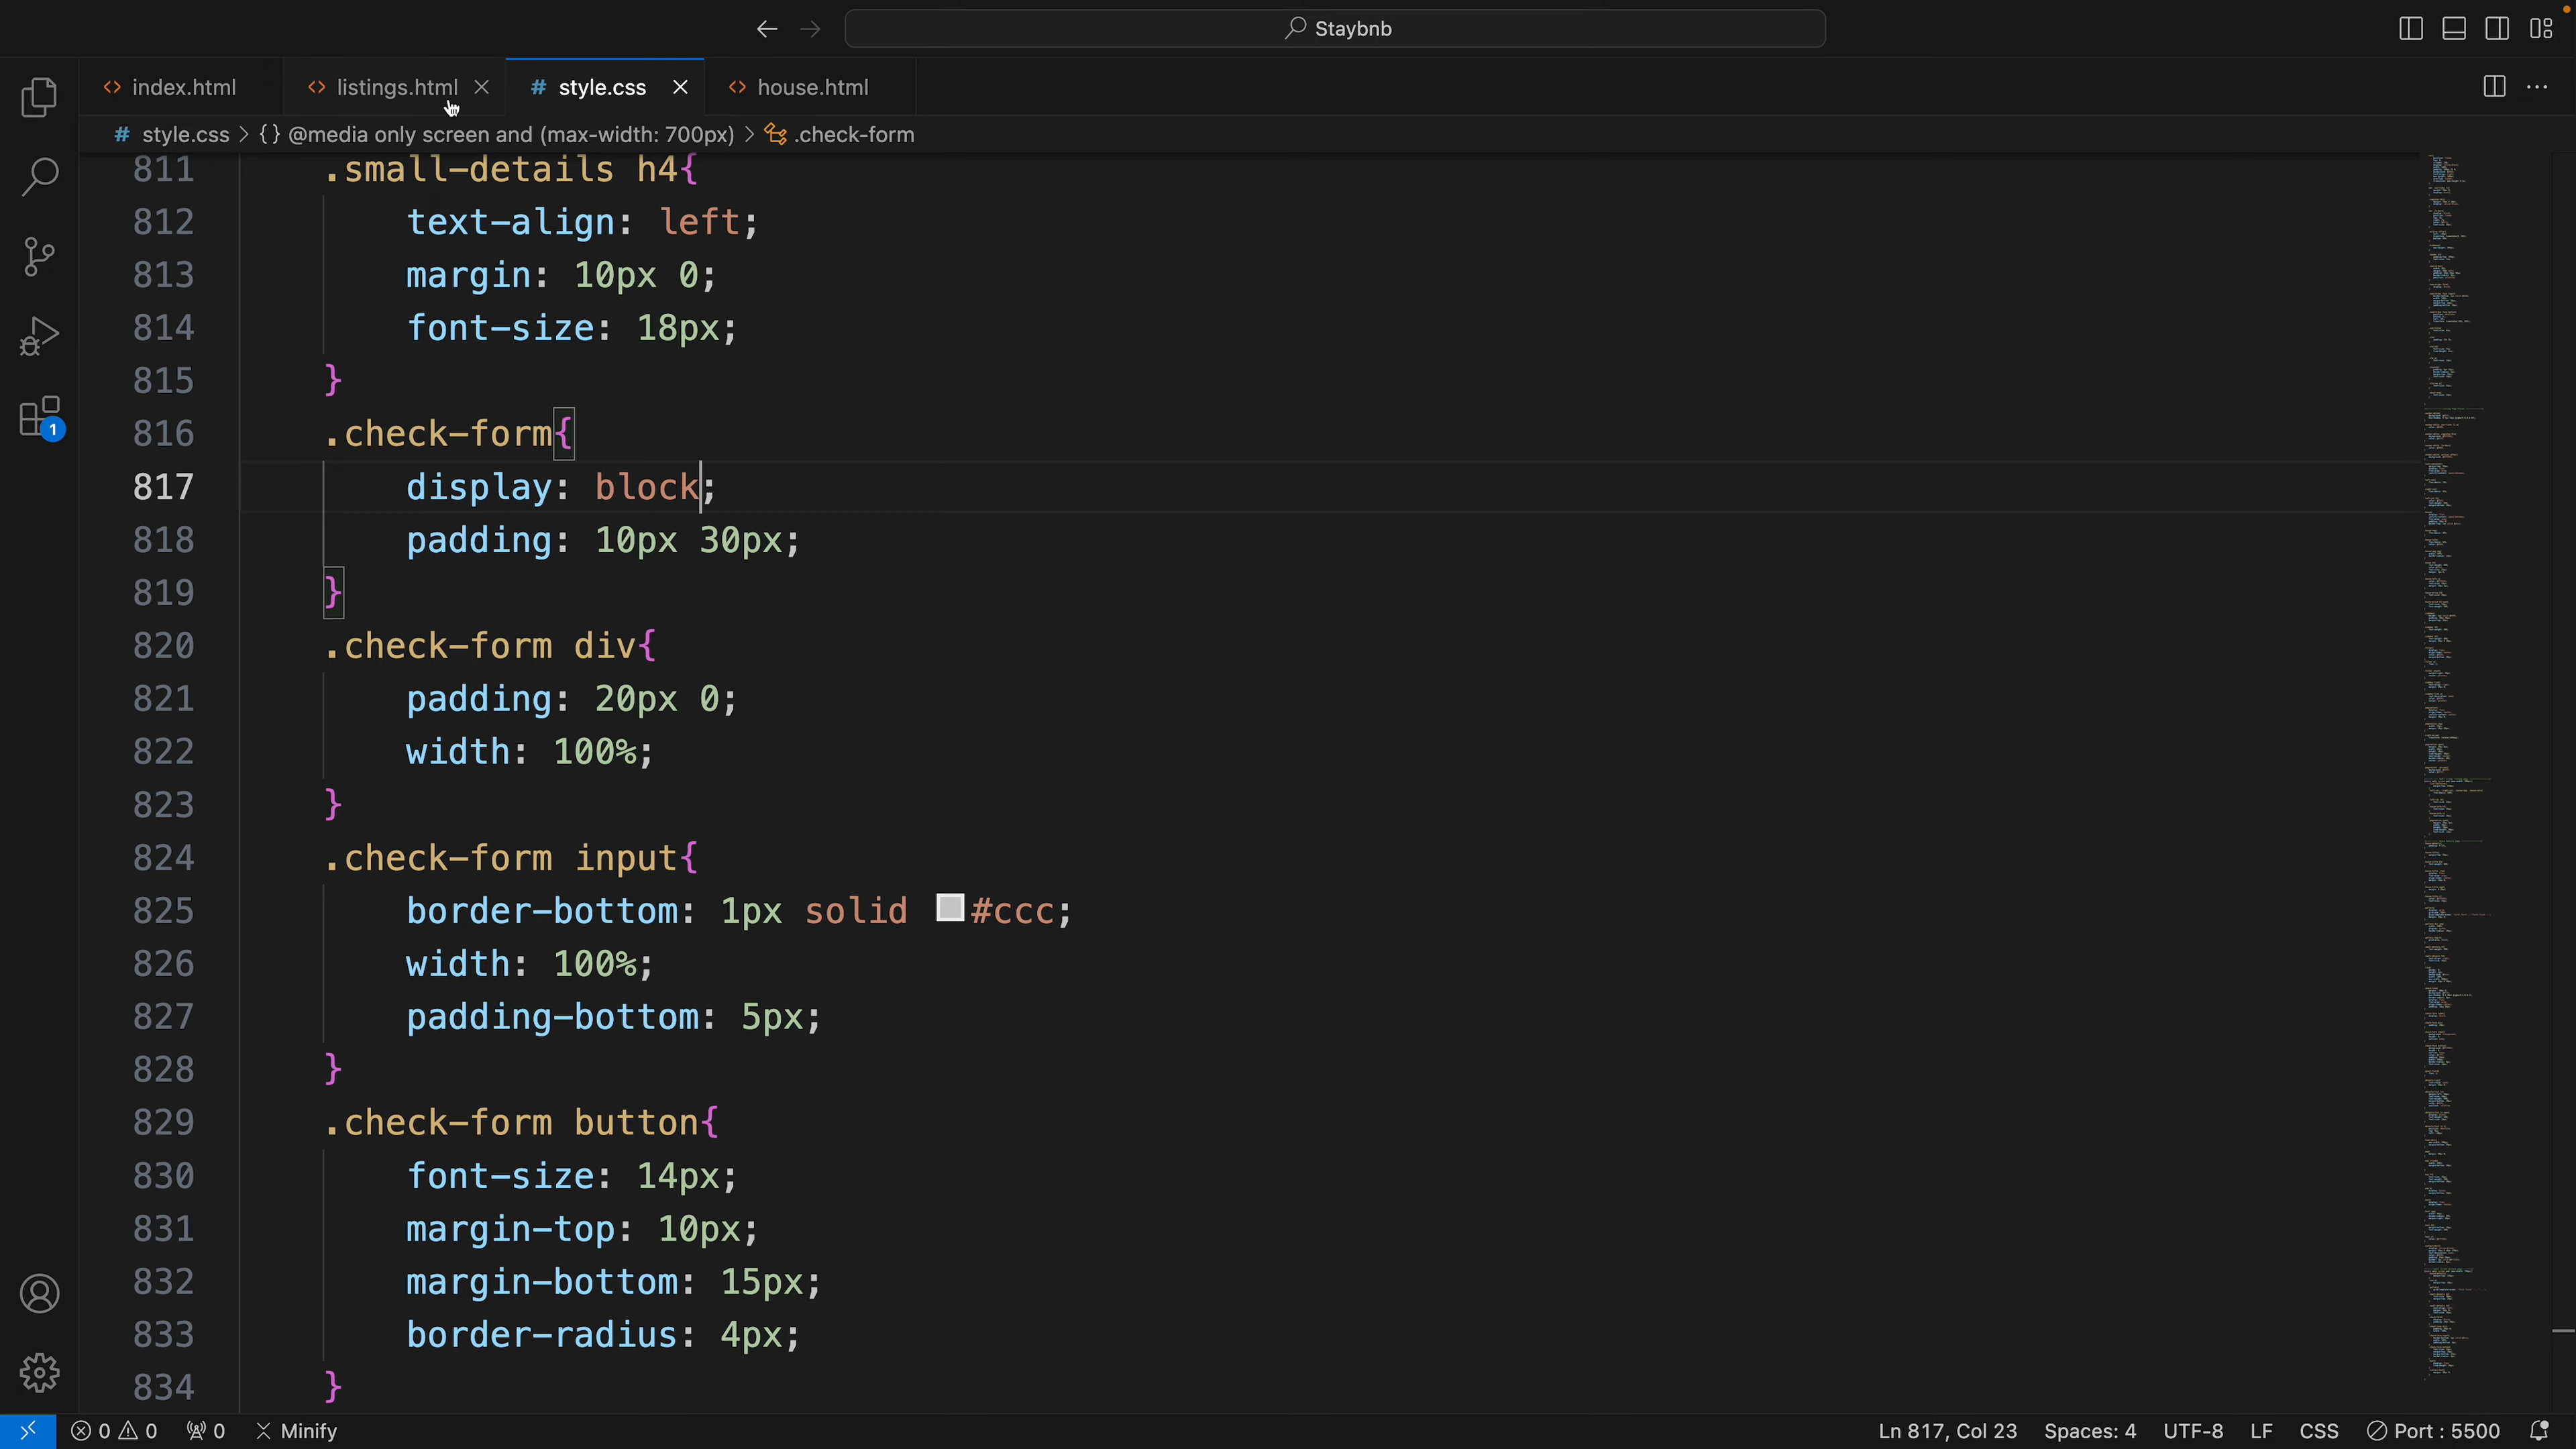 Staybnb
index.html
listings.html
style.css
house.html
style.css > {} @media only screen and (max-width: 700px) > .check-form
811 .small-details h4{
812 text-align: left;
813 margin: 10px 0;
814 font-size: 18px;
815 }
816 .check-form{
817 display: block;
818 padding: 10px 30px;
819 }
820 .check-form div{
821 padding: 20px 0;
822 width: 100%;
823 }
824 .check-form input{
825 border-bottom: 1px solid #ccc;
826 width: 100%;
827 padding-bottom: 5px;
828 }
829 .check-form button{
830 font-size: 14px;
831 margin-top: 10px;
832 margin-bottom: 15px;
833 border-radius: 4px;
834 }
1
0 0 0 Minify Ln 817, Col 23 Spaces: 4 UTF-8 LF CSS Port : 5500